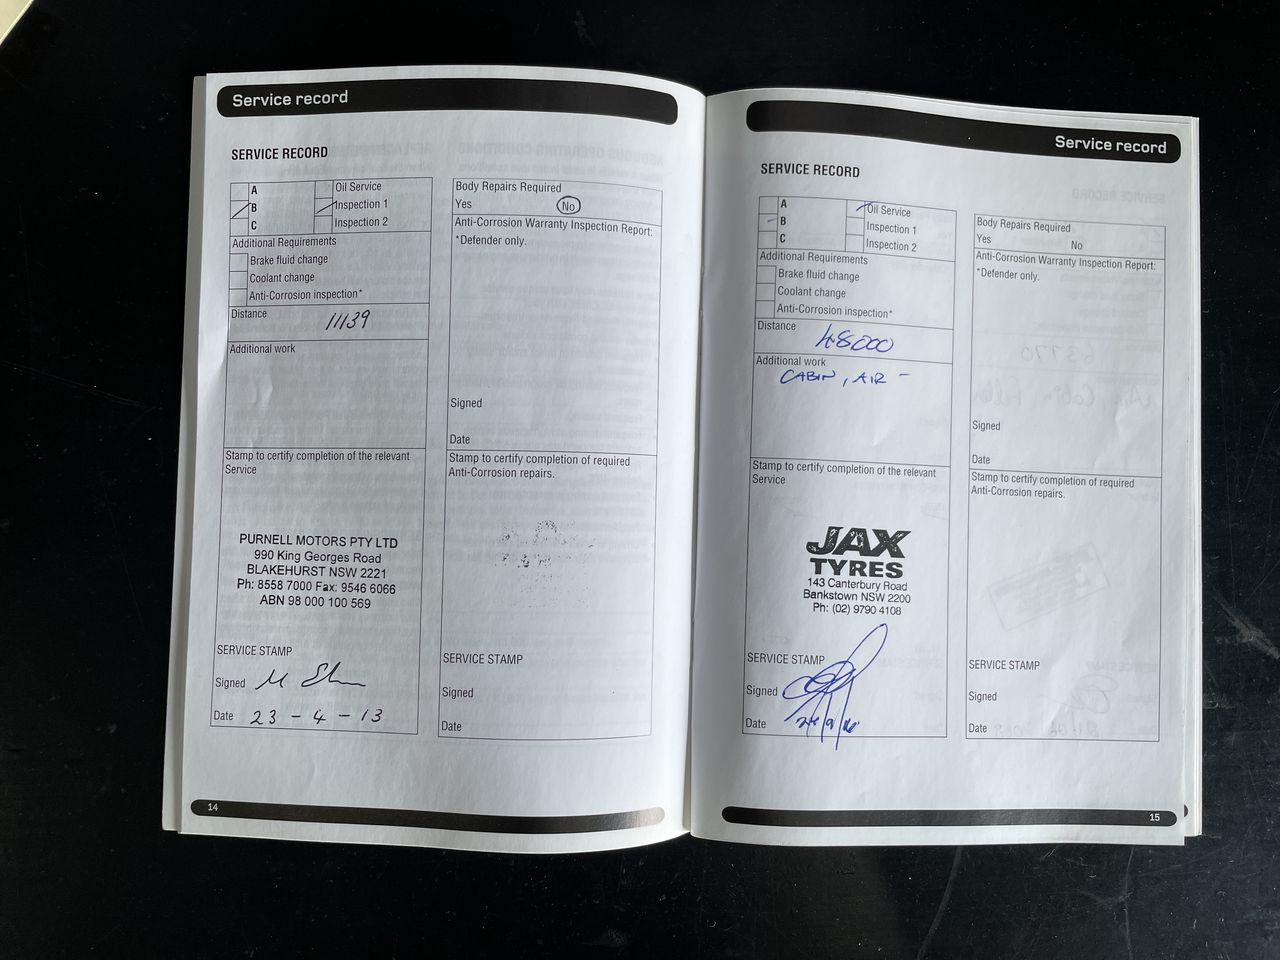 Service record
SERVICE RECORD
A
B
C
Oil Service
Inspection 1
Inspection 2
Additional Requirements
Brake fluid change
Coolant change
Anti-Corrosion inspection*
Distance
11139
Additional work
Stamp to certify completion of the relevant
Service
PURNELL MOTORS PTY LTD
990 King Georges Road
BLAKEHURST NSW 2221
Ph: 8558 7000 Fax: 9546 6066
ABN 98 000 100 569
SERVICE STAMP
Signed
Date 23 - 4 - 13
Body Repairs Required
Yes No
Anti-Corrosion Warranty Inspection Report:
*Defender only.
Signed
Date
Stamp to certify completion of required
Anti-Corrosion repairs.
SERVICE STAMP
Signed
Date
14
Service record
SERVICE RECORD
A
B
C
Oil Service
Inspection 1
Inspection 2
Additional Requirements
Brake fluid change
Coolant change
Anti-Corrosion inspection*
Distance
48000
Additional work
CABIN, AIR -
Stamp to certify completion of the relevant
Service
JAX
TYRES
143 Canterbury Road
Bankstown NSW 2200
Ph: (02) 9790 4108
SERVICE STAMP
Signed
Date
Body Repairs Required
Yes No
Anti-Corrosion Warranty Inspection Report:
*Defender only.
Signed
Date
Stamp to certify completion of required
Anti-Corrosion repairs.
SERVICE STAMP
Signed
Date
15